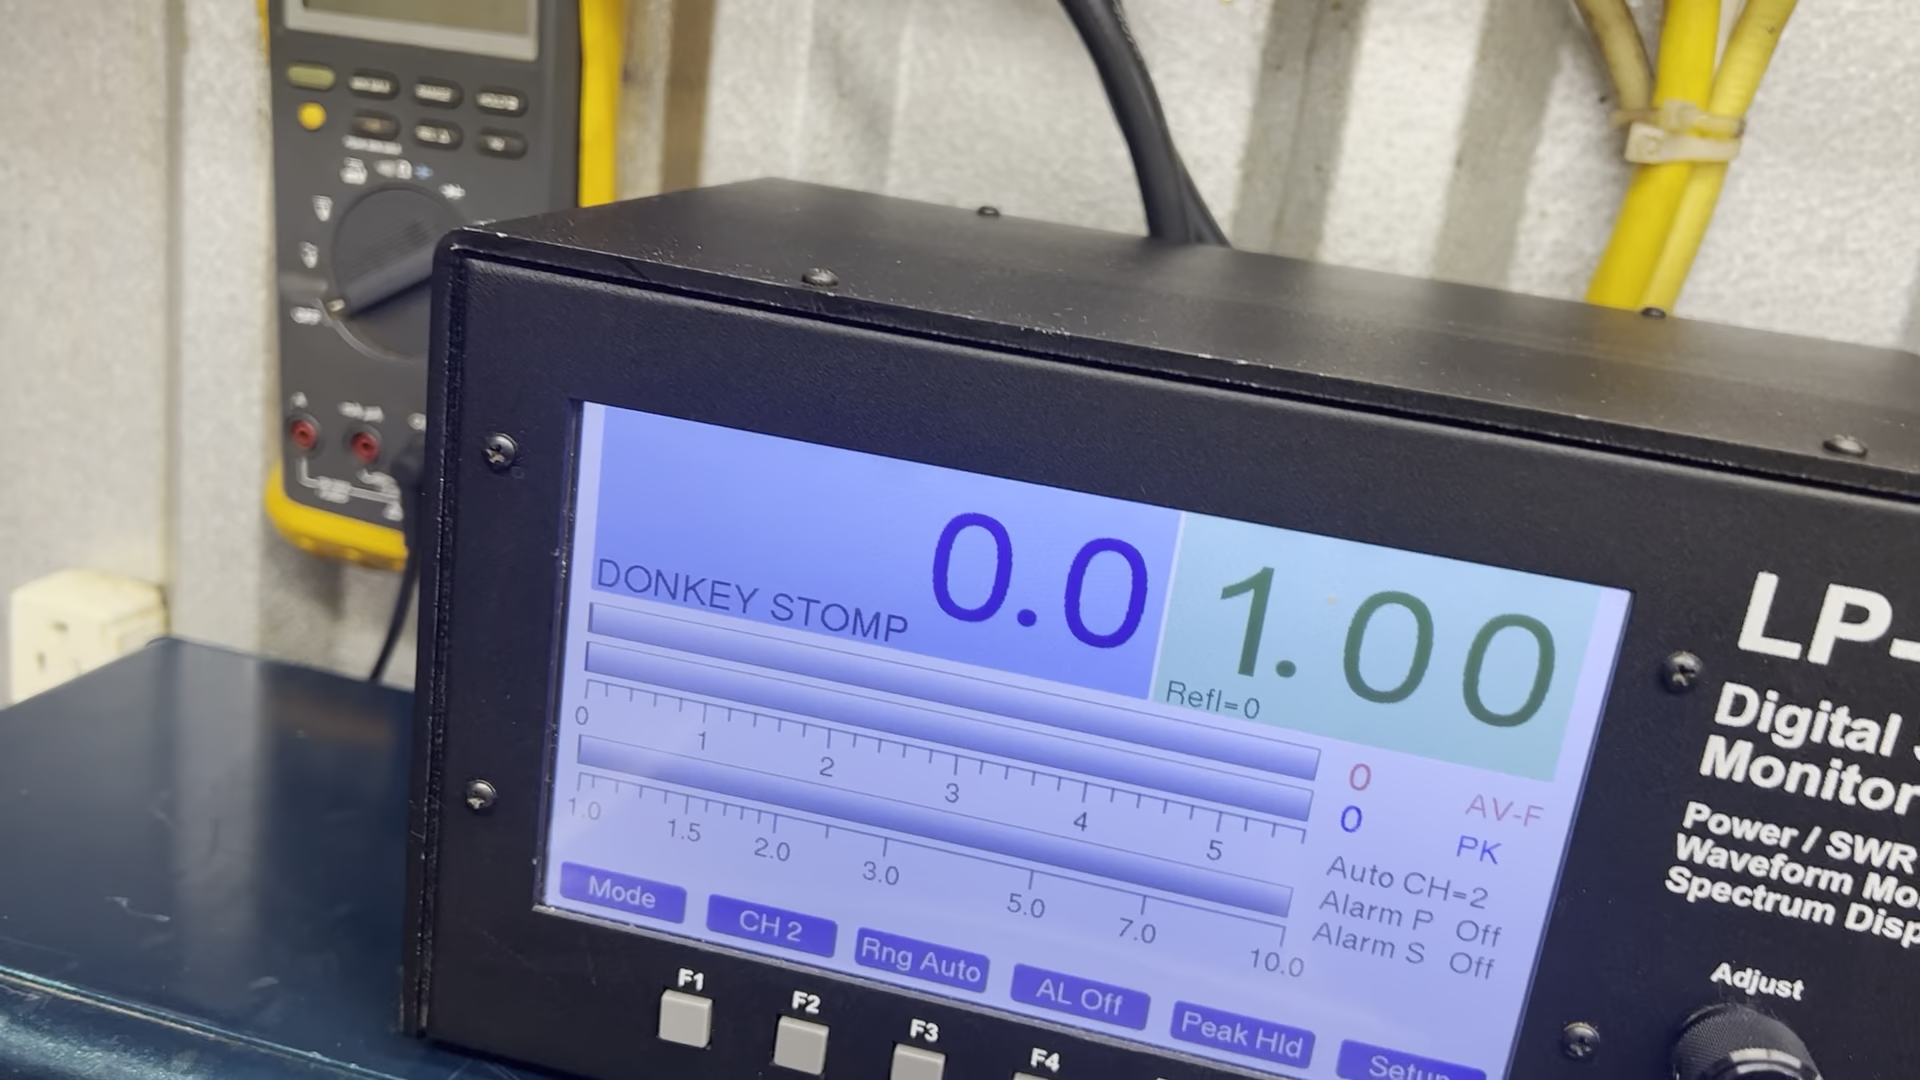 OFF
A
DONKEY STOMP
0.0
1.00
Refl=0
0 1 2 3 4 5
0 AV-F
0 PK
1.0 1.5 2.0 3.0 5.0 7.0 10.0
Auto CH=2
Alarm P Off
Alarm S Off
Mode
CH 2
Rng Auto
AL Off
Peak Hld
Setup
F1
F2
F3
F4
LP-
Digital
Monitor
Power / SWR
Waveform Mo
Spectrum Disp
Adjust